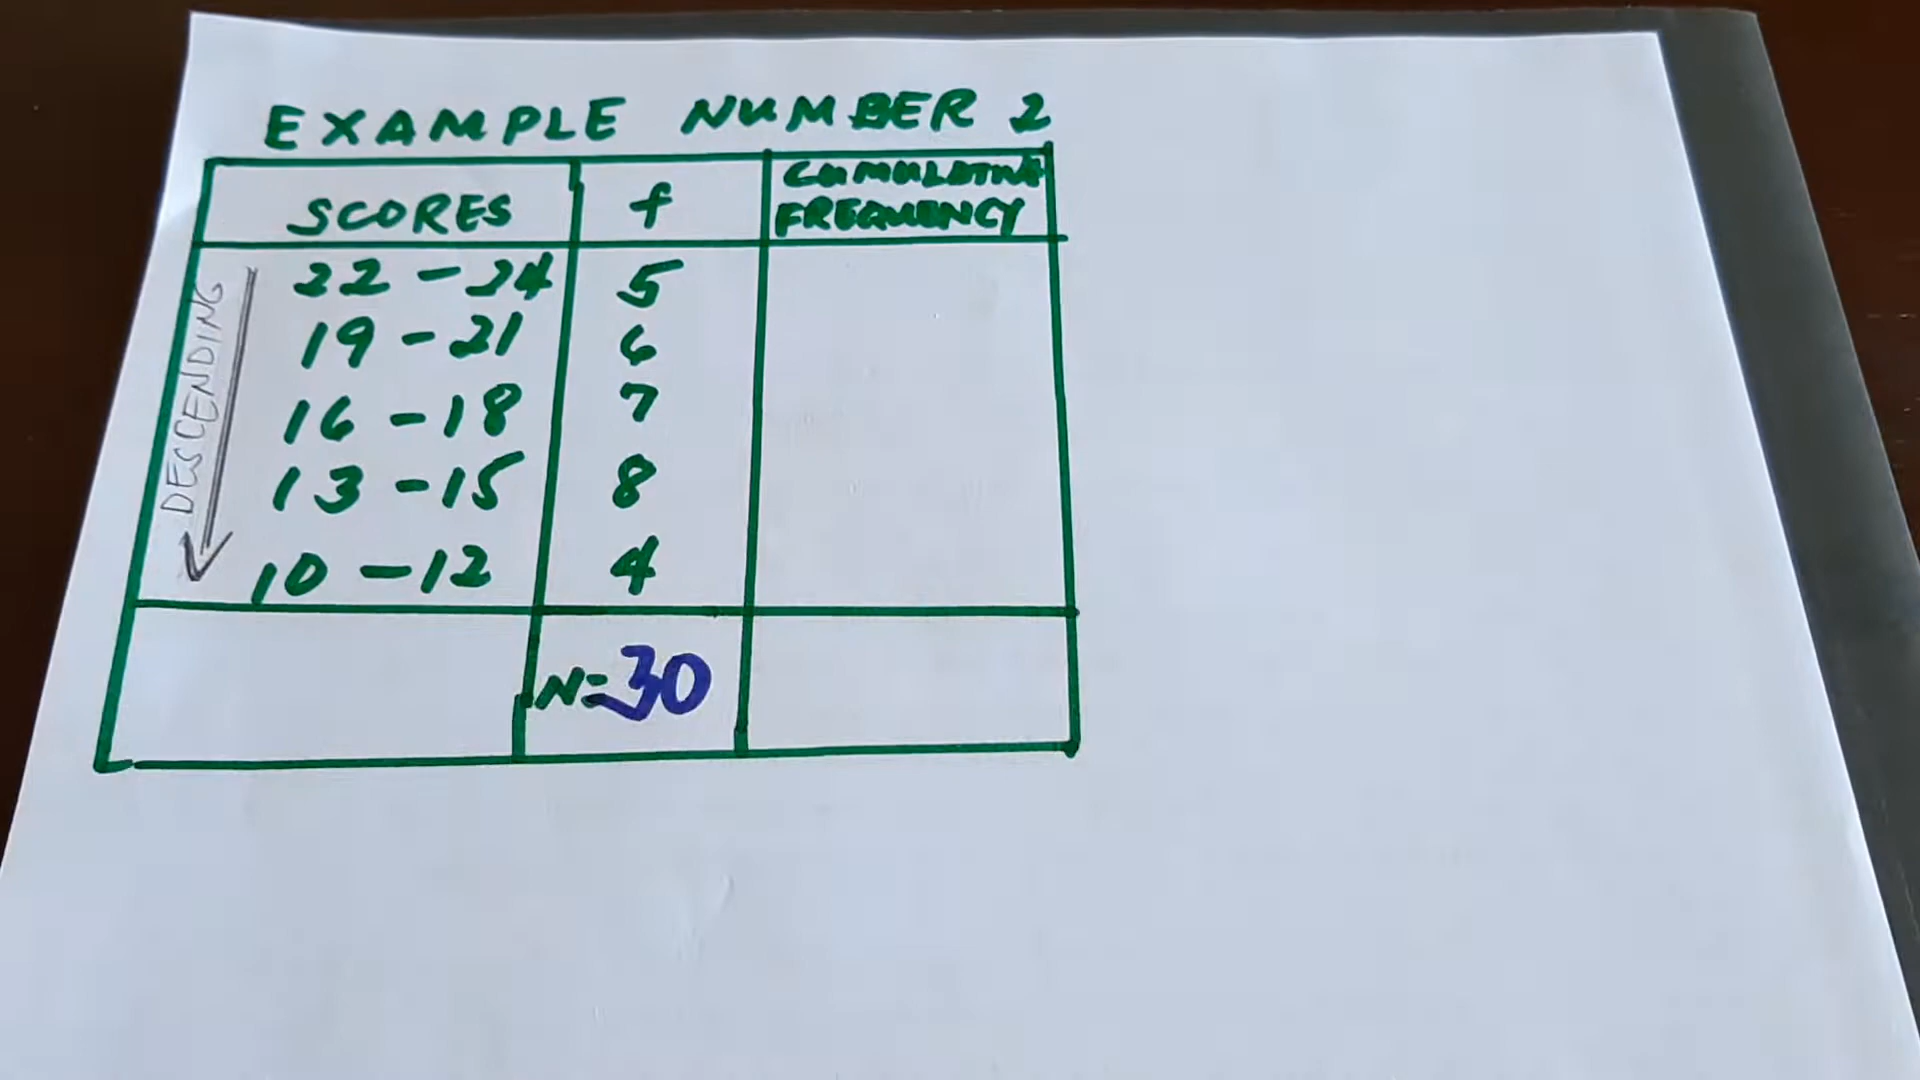 EXAMPLE NUMBER 2
SCORES f CUMULATIVE FREQUENCY
DESCENDING
22 - 24 5
19 - 21 6
16 - 18 7
13 - 15 8
10 - 12 4
N=30